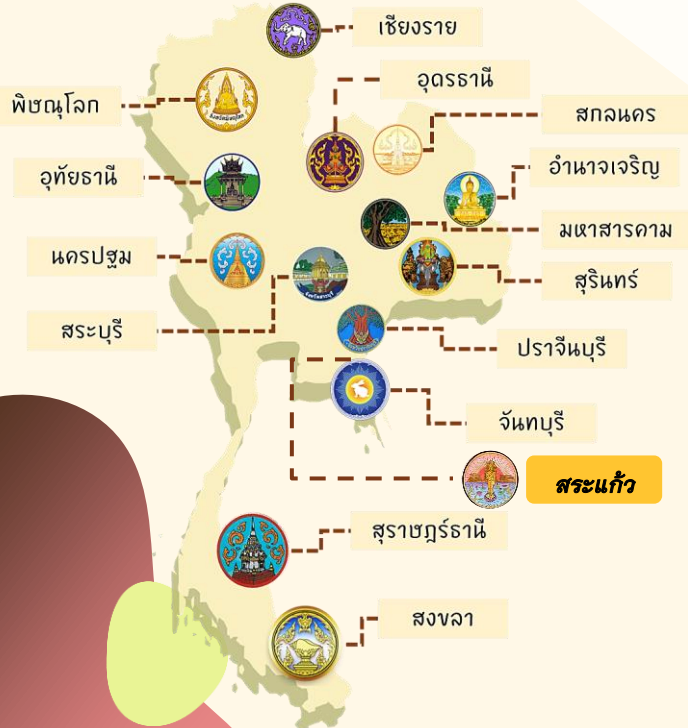 เชียงราย
อุดรธานี
พิษณุโลก
สกลนคร
อุทัยธานี
อำนาจเจริญ
มหาสารคาม
นครปฐม
สุรินทร์
สระบุรี
ปราจีนบุรี
จันทบุรี
สระแก้ว
สุราษฎร์ธานี
สงขลา